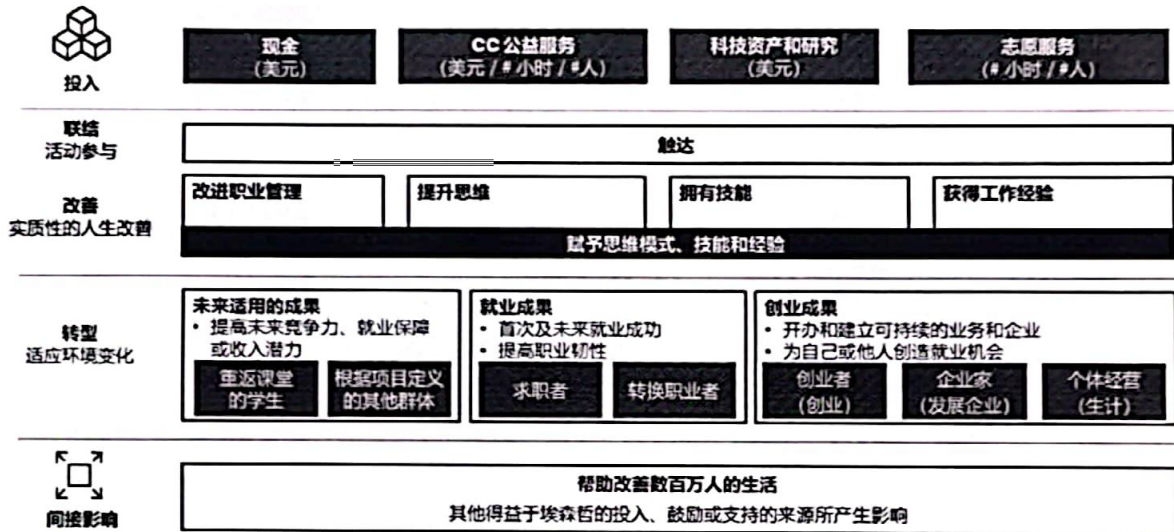 投入
现金
(美元)
CC 公益服务
(美元 / # 小时 / #人)
科技资产和研究
(美元)
志愿服务
(# 小时 / #人)
联结
活动参与
触达
改善
实质性的人生改善
改进职业管理
提升思维
拥有技能
获得工作经验
赋予思维模式、技能和经验
转型
适应环境变化
未来适用的成果
• 提高未来竞争力、就业保障
或收入潜力
重返课堂
的学生
根据项目定义
的其他群体
就业成果
• 首次及未来就业成功
• 提高职业韧性
求职者
转换职业者
创业成果
• 开办和建立可持续的业务和企业
• 为自己或他人创造就业机会
创业者
(创业)
企业家
(发展企业)
个体经营
(生计)
间接影响
帮助改善数百万人的生活
其他得益于埃森哲的投入、鼓励或支持的来源所产生影响